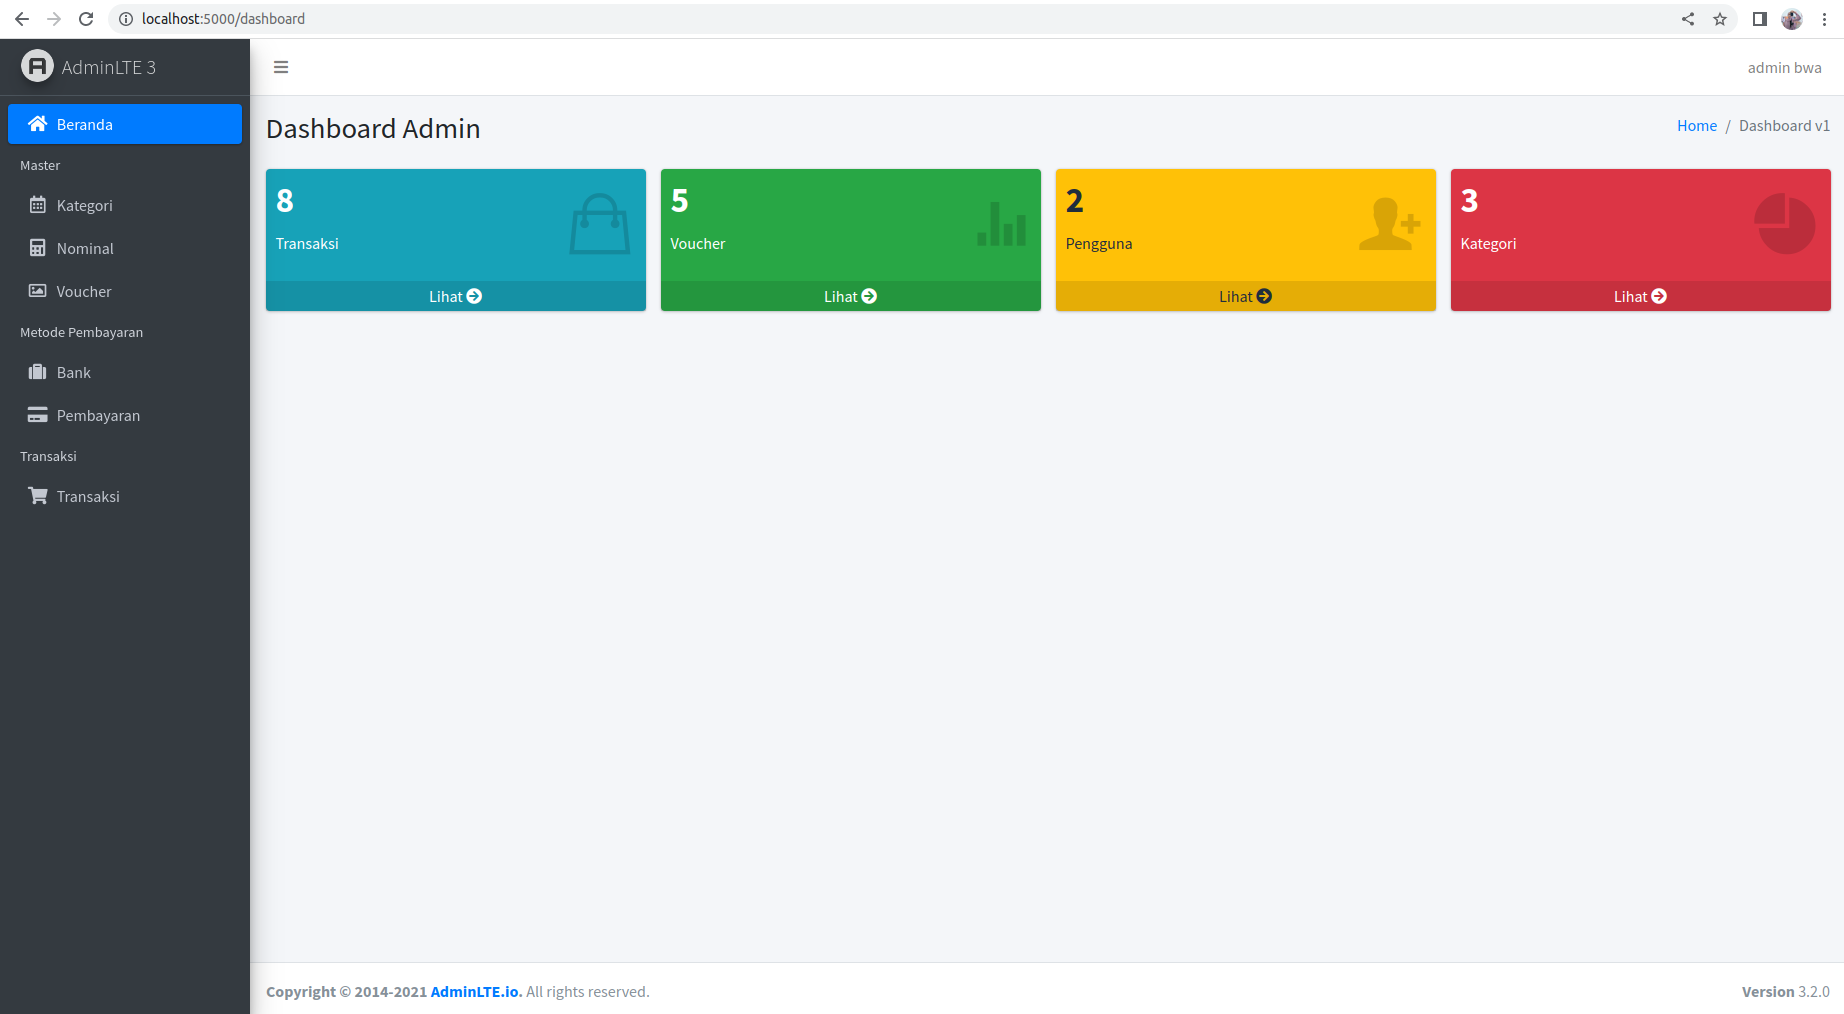 localhost:5000/dashboard
AdminLTE 3
admin bwa
Beranda
Master
Kategori
Nominal
Voucher
Metode Pembayaran
Bank
Pembayaran
Transaksi
Transaksi
Dashboard Admin
Home / Dashboard v1
8
Transaksi
Lihat
5
Voucher
Lihat
2
Pengguna
Lihat
3
Kategori
Lihat
Copyright © 2014-2021 AdminLTE.io. All rights reserved.
Version 3.2.0